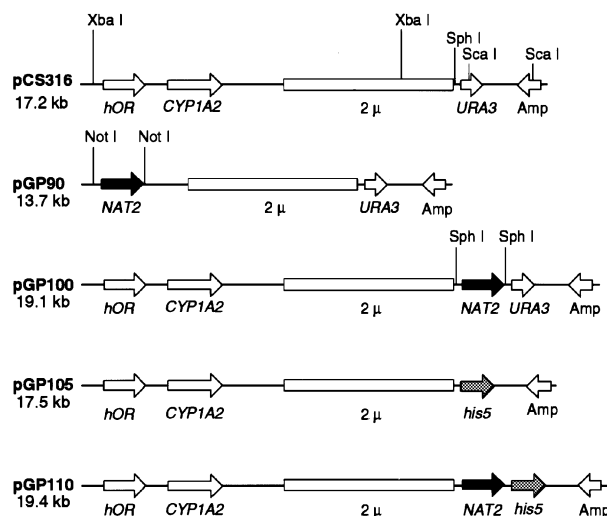 Xba I Xba I
Sph I
Sca I Sca I
pCS316
17.2 kb
hOR CYP1A2 2 μ URA3 Amp
Not I Not I
pGP90
13.7 kb
NAT2 2 μ URA3 Amp
Sph I Sph I
pGP100
19.1 kb
hOR CYP1A2 2 μ NAT2 URA3 Amp
pGP105
17.5 kb
hOR CYP1A2 2 μ his5 Amp
pGP110
19.4 kb
hOR CYP1A2 2 μ NAT2 his5 Amp